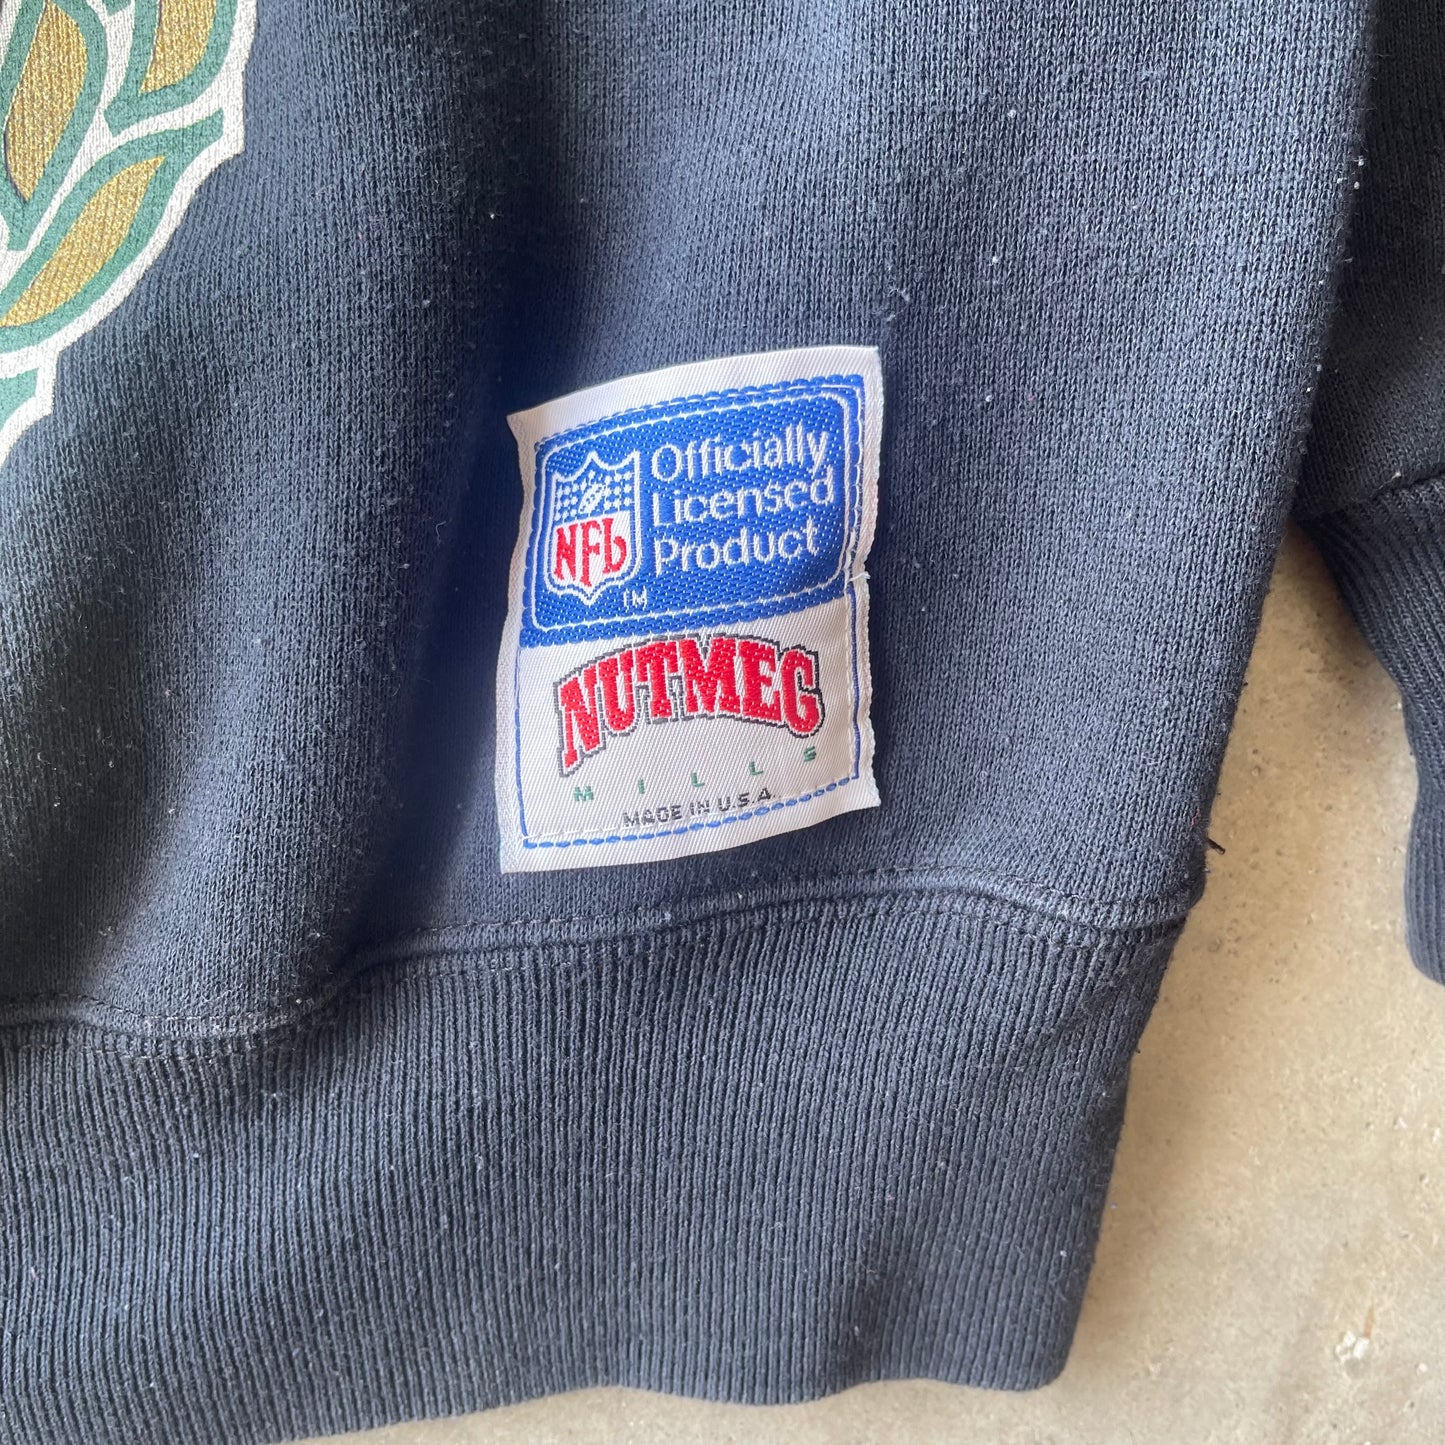 Officially
Licensed
Product
NFL
TM
NUTMEG
MILLS
MADE IN U.S.A.